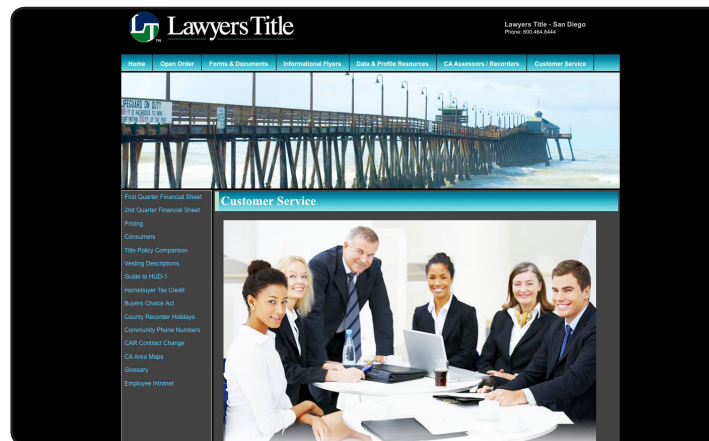 LT Lawyers Title
TM
Lawyers Title - San Diego
Phone: 800.464.8444
Home Open Order Forms & Documents Informational Flyers Data & Profile Resources CA Assessors / Recorders Customer Service
LIFEGUARD ON DUTY
First Quarter Financial Sheet
2nd Quarter Financial Sheet
Pricing
Consumers
Title Policy Comparison
Vesting Descriptions
Guide to HUD-1
Homebuyer Tax Credit
Buyers Choice Act
County Recorder Holidays
Community Phone Numbers
CAR Contract Change
CA Area Maps
Glossary
Employee Intranet
Customer Service